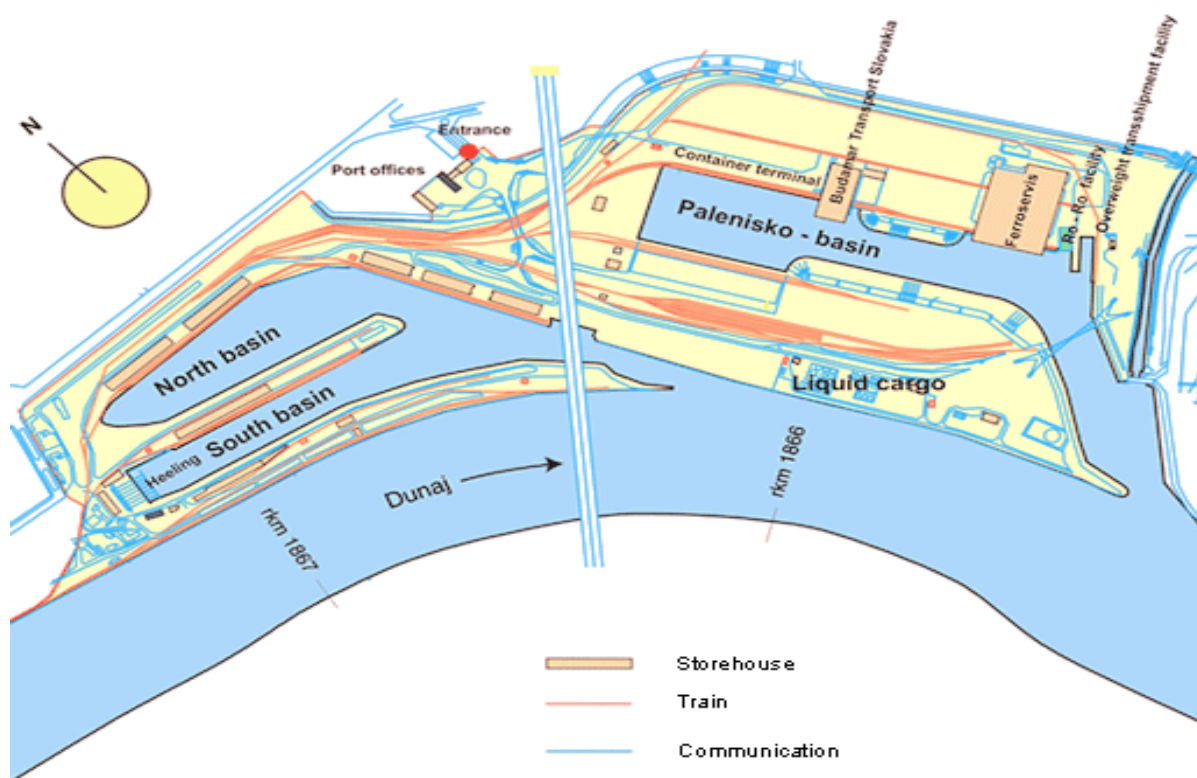 N
Entrance
Port offices
Container terminal
Budamar Transport Slovakia
Ferroservis
Ro - Ro facility
Overweight transshipment facility
Palenisko - basin
North basin
South basin
Heeling
Liquid cargo
Dunaj
rkm 1867
rkm 1866
Storehouse
Train
Communication